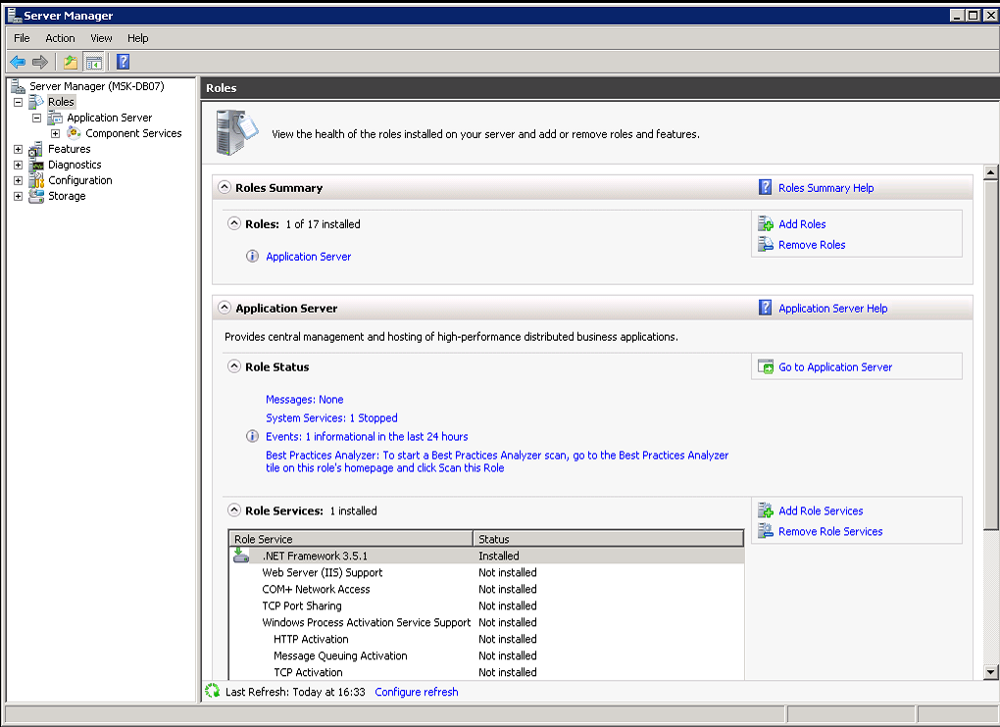 Server Manager
File Action View Help
Server Manager (MSK-DB07)
Roles
Application Server
Component Services
Features
Diagnostics
Configuration
Storage
Roles
View the health of the roles installed on your server and add or remove roles and features.
Roles Summary
Roles Summary Help
Roles: 1 of 17 installed
Add Roles
Remove Roles
Application Server
Application Server
Application Server Help
Provides central management and hosting of high-performance distributed business applications.
Role Status
Go to Application Server
Messages: None
System Services: 1 Stopped
Events: 1 informational in the last 24 hours
Best Practices Analyzer: To start a Best Practices Analyzer scan, go to the Best Practices Analyzer
tile on this role's homepage and click Scan this Role
Role Services: 1 installed
Add Role Services
Remove Role Services
Role Service Status
.NET Framework 3.5.1 Installed
Web Server (IIS) Support Not installed
COM+ Network Access Not installed
TCP Port Sharing Not installed
Windows Process Activation Service Support Not installed
HTTP Activation Not installed
Message Queuing Activation Not installed
TCP Activation Not installed
Last Refresh: Today at 16:33 Configure refresh